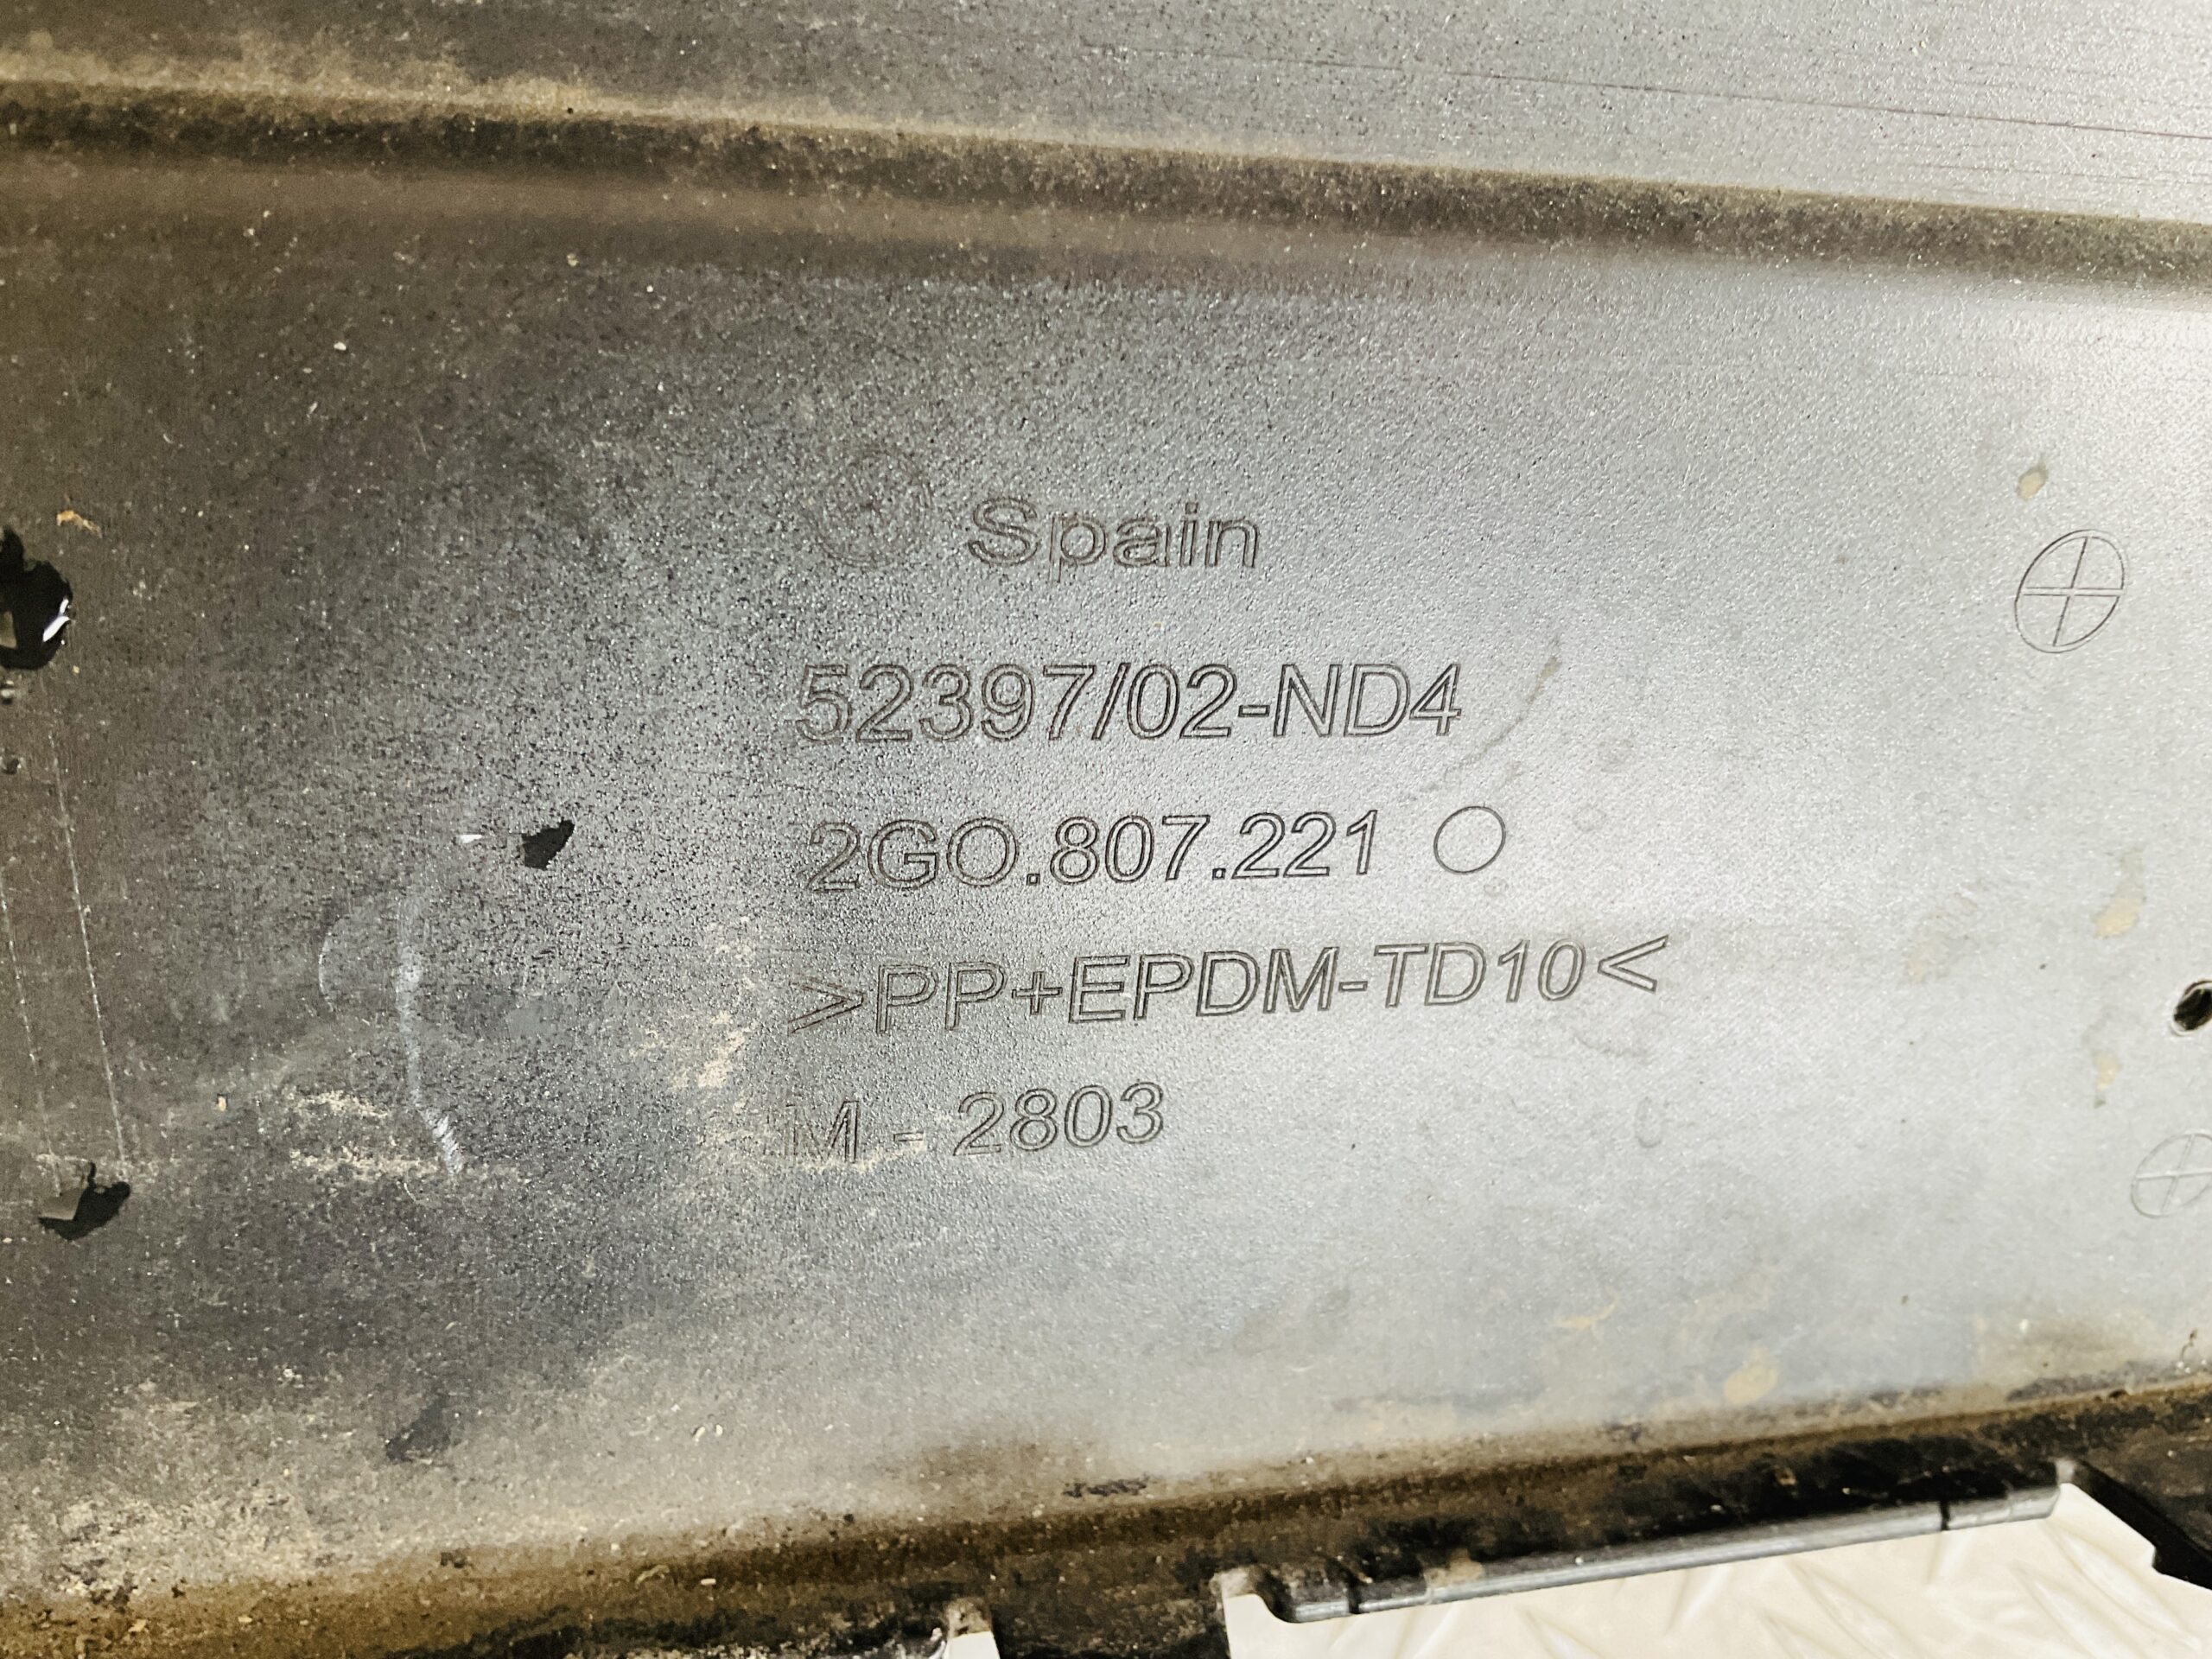 Spain
52397/02-ND4
2GO.807.221
>PP+EPDM-TD10<
M - 2803